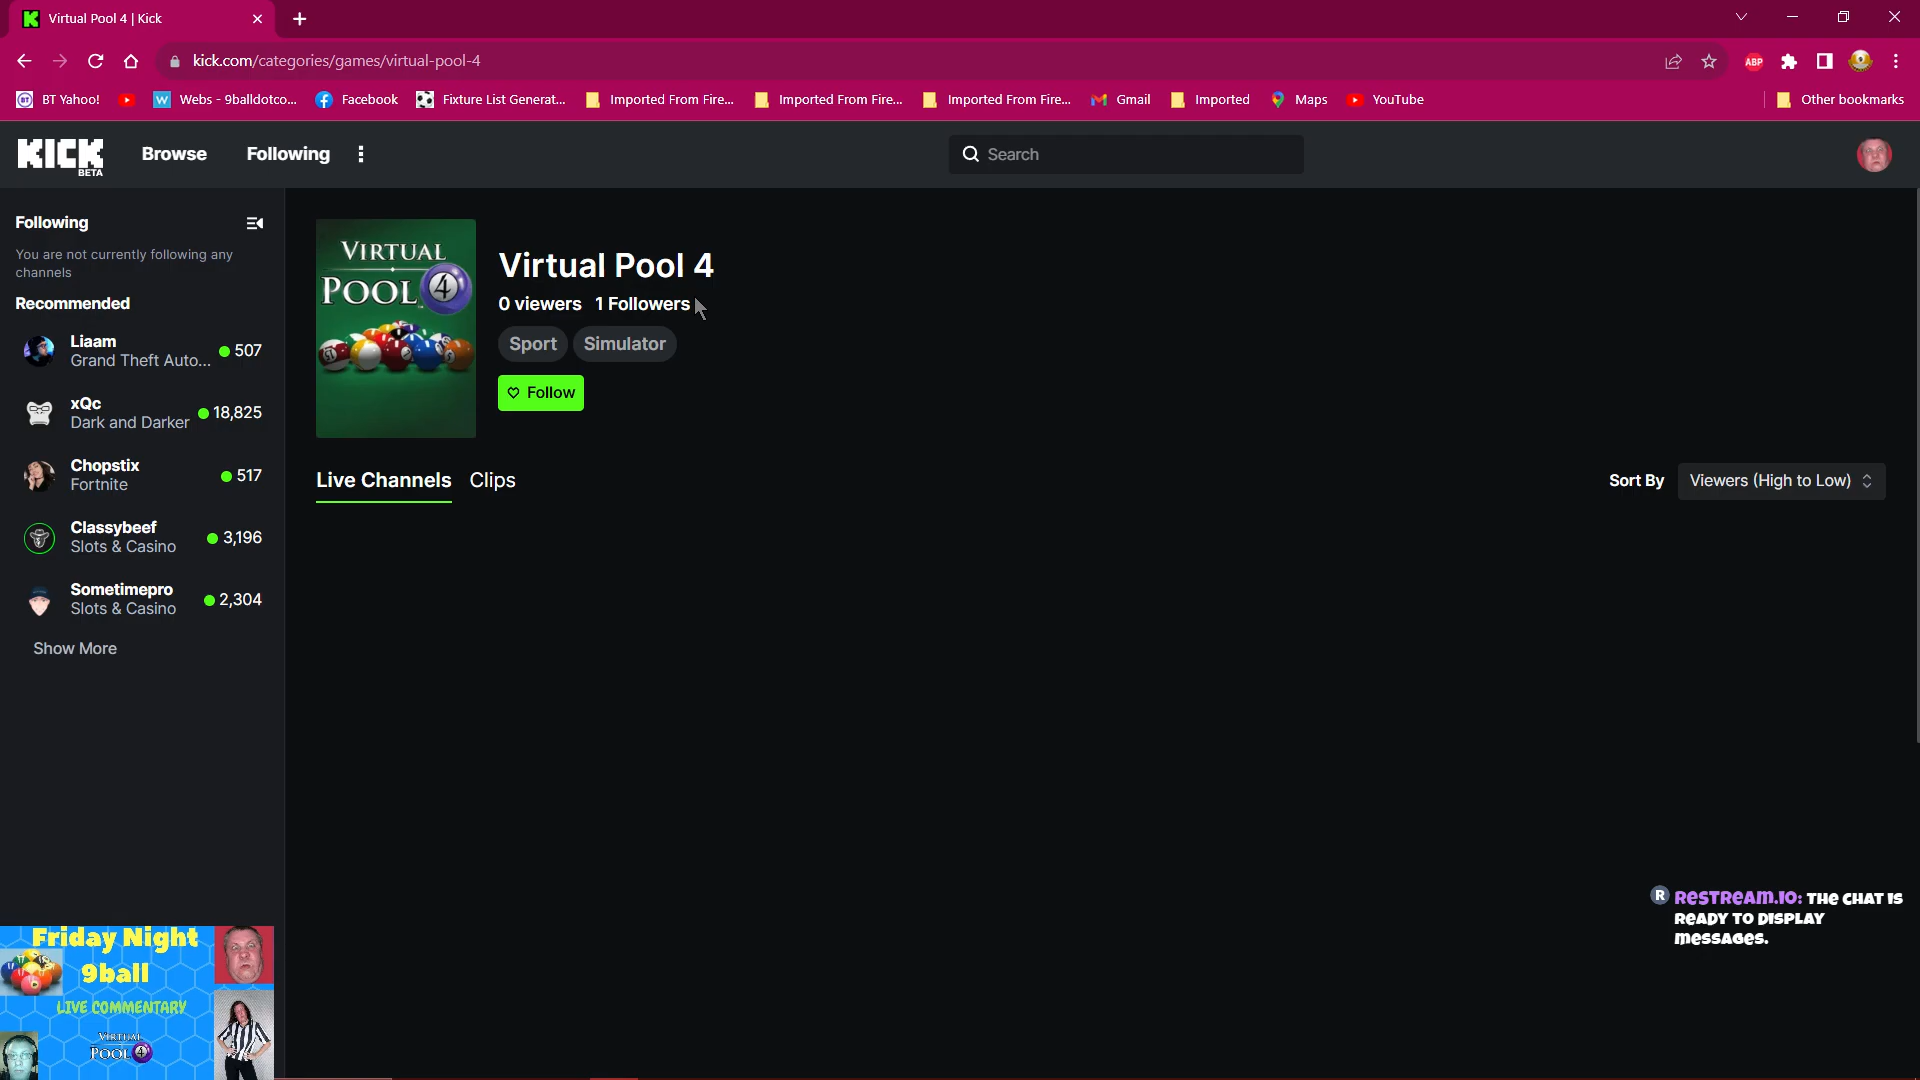 Virtual Pool 4 | Kick
kick.com/categories/games/virtual-pool-4
ABP
BT Yahoo!
Webs - 9balldotco...
Facebook
Fixture List Generat...
Imported From Fire...
Imported From Fire...
Imported From Fire...
Gmail
Imported
Maps
YouTube
Other bookmarks
KICK
BETA
Browse
Following
Search
Following
You are not currently following any
channels
Recommended
Liaam
Grand Theft Auto...
507
xQc
Dark and Darker
18,825
Chopstix
Fortnite
517
Classybeef
Slots & Casino
3,196
Sometimepro
Slots & Casino
2,304
Show More
VIRTUAL
POOL 4
Virtual Pool 4
0 viewers 1 Followers
Sport
Simulator
Follow
Live Channels
Clips
Sort By
Viewers (High to Low)
R Restream.io: The chat is
ready to display
messages.
Friday Night
9ball
LIVE COMMENTARY
VIRTUAL
POOL 4